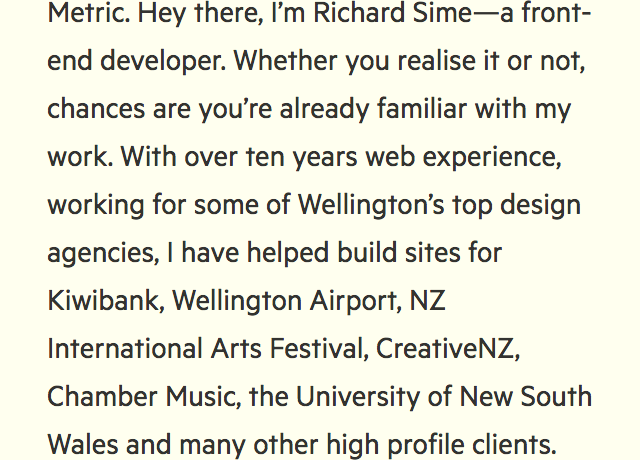 Metric. Hey there, I’m Richard Sime—a front-
end developer. Whether you realise it or not,
chances are you’re already familiar with my
work. With over ten years web experience,
working for some of Wellington’s top design
agencies, I have helped build sites for
Kiwibank, Wellington Airport, NZ
International Arts Festival, CreativeNZ,
Chamber Music, the University of New South
Wales and many other high profile clients.